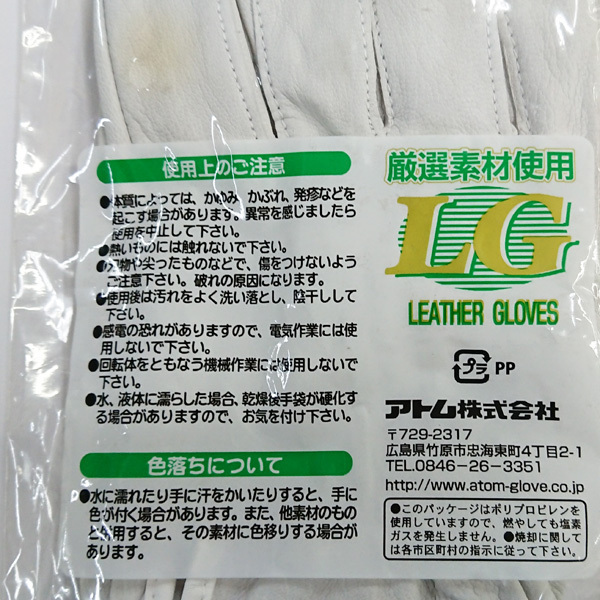 使用上のご注意
●体質によっては、かゆみ、かぶれ、発疹などを
起こす場合があります。異常を感じましたら
使用を中止して下さい。
●熱いものには触れないで下さい。
●刃物や尖ったものなどで、傷をつけないよう
ご注意下さい。破れの原因になります。
●使用後は汚れをよく洗い落とし、陰干しして
下さい。
●感電の恐れがありますので、電気作業には使
用しないで下さい。
●回転体をともなう機械作業には使用しないで
下さい。
●水、液体に濡らした場合、乾燥後手袋が硬化す
る場合がありますので、お気を付け下さい。
色落ちについて
●水に濡れたり手に汗をかいたりすると、手に
色が付く場合があります。また、他素材のもの
と併用すると、その素材に色移りする場合が
あります。
厳選素材使用
LG
LEATHER GLOVES
プラ PP
アトム株式会社
〒729-2317
広島県竹原市忠海東町4丁目2-1
TEL.0846-26-3351
http://www.atom-glove.co.jp
●このパッケージはポリプロピレンを
使用していますので、燃やしても塩素
ガスを発生しません。●焼却に関して
は各市区町村の指示に従って下さい。